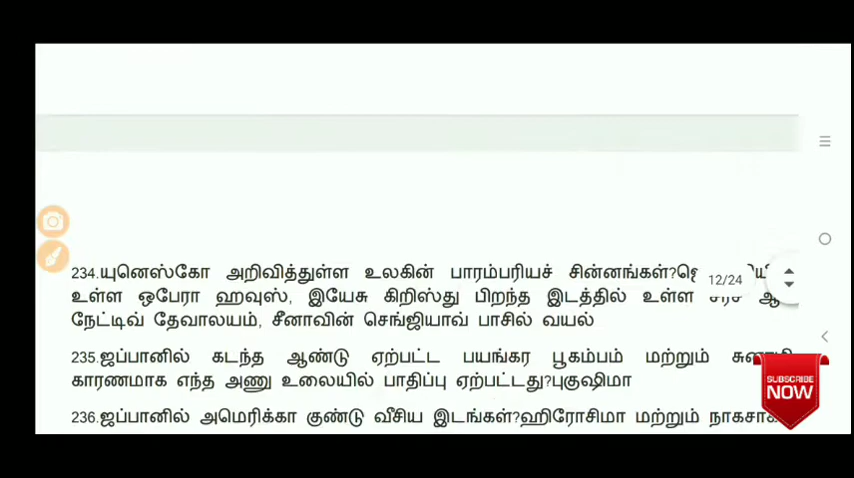 234.யுனெஸ்கோ அறிவித்துள்ள உலகின் பாரம்பரியச் சின்னங்கள்?
12/24
உள்ள ஒபேரா ஹவுஸ், இயேசு கிறிஸ்து பிறந்த இடத்தில் உள்ள
நேட்டிவ் தேவாலயம், சீனாவின் செங்ஜியாவ் பாசில் வயல்
235.ஜப்பானில் கடந்த ஆண்டு ஏற்பட்ட பயங்கர பூகம்பம் மற்றும்
காரணமாக எந்த அணு உலையில் பாதிப்பு ஏற்பட்டது?புகுஷிமா
SUBSCRIBE
NOW
236.ஜப்பானில் அமெரிக்கா குண்டு வீசிய இடங்கள்?ஹிரோசிமா மற்றும்